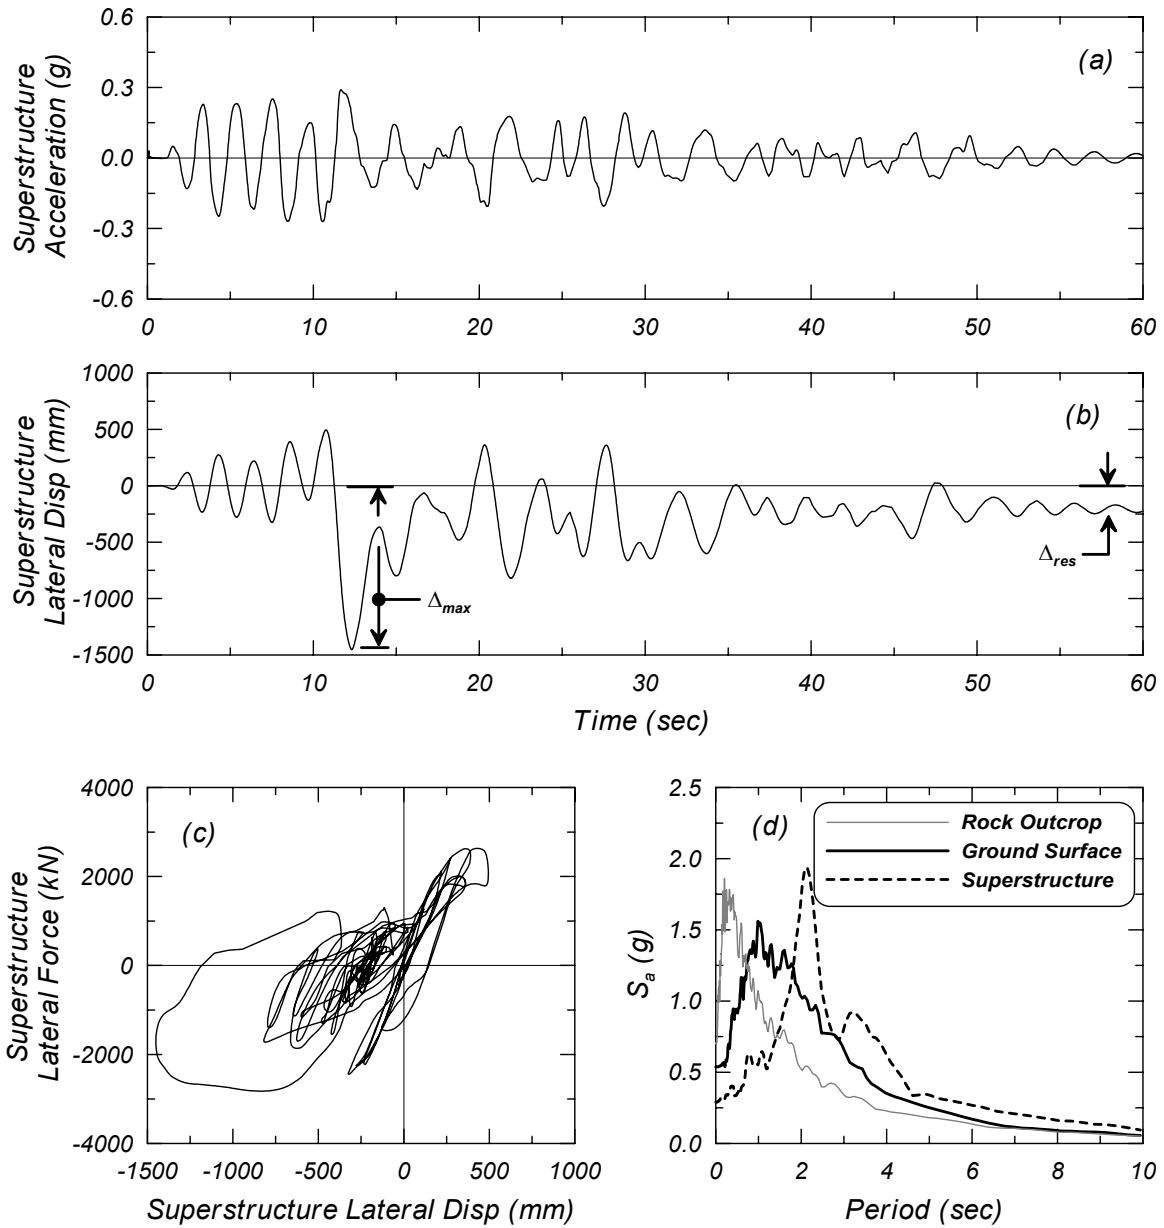 0.6
0.3
0.0
-0.3
-0.6
Superstructure
Acceleration (g)
(a)
0 10 20 30 40 50 60
1000
500
0
-500
-1000
-1500
Superstructure
Lateral Disp (mm)
(b)
Δmax
Δres
0 10 20 30 40 50 60
Time (sec)
4000
2000
0
-2000
-4000
Superstructure
Lateral Force (kN)
(c)
-1500 -1000 -500 0 500 1000
Superstructure Lateral Disp (mm)
2.5
2.0
1.5
1.0
0.5
0.0
Sa (g)
(d)
Rock Outcrop
Ground Surface
Superstructure
0 2 4 6 8 10
Period (sec)